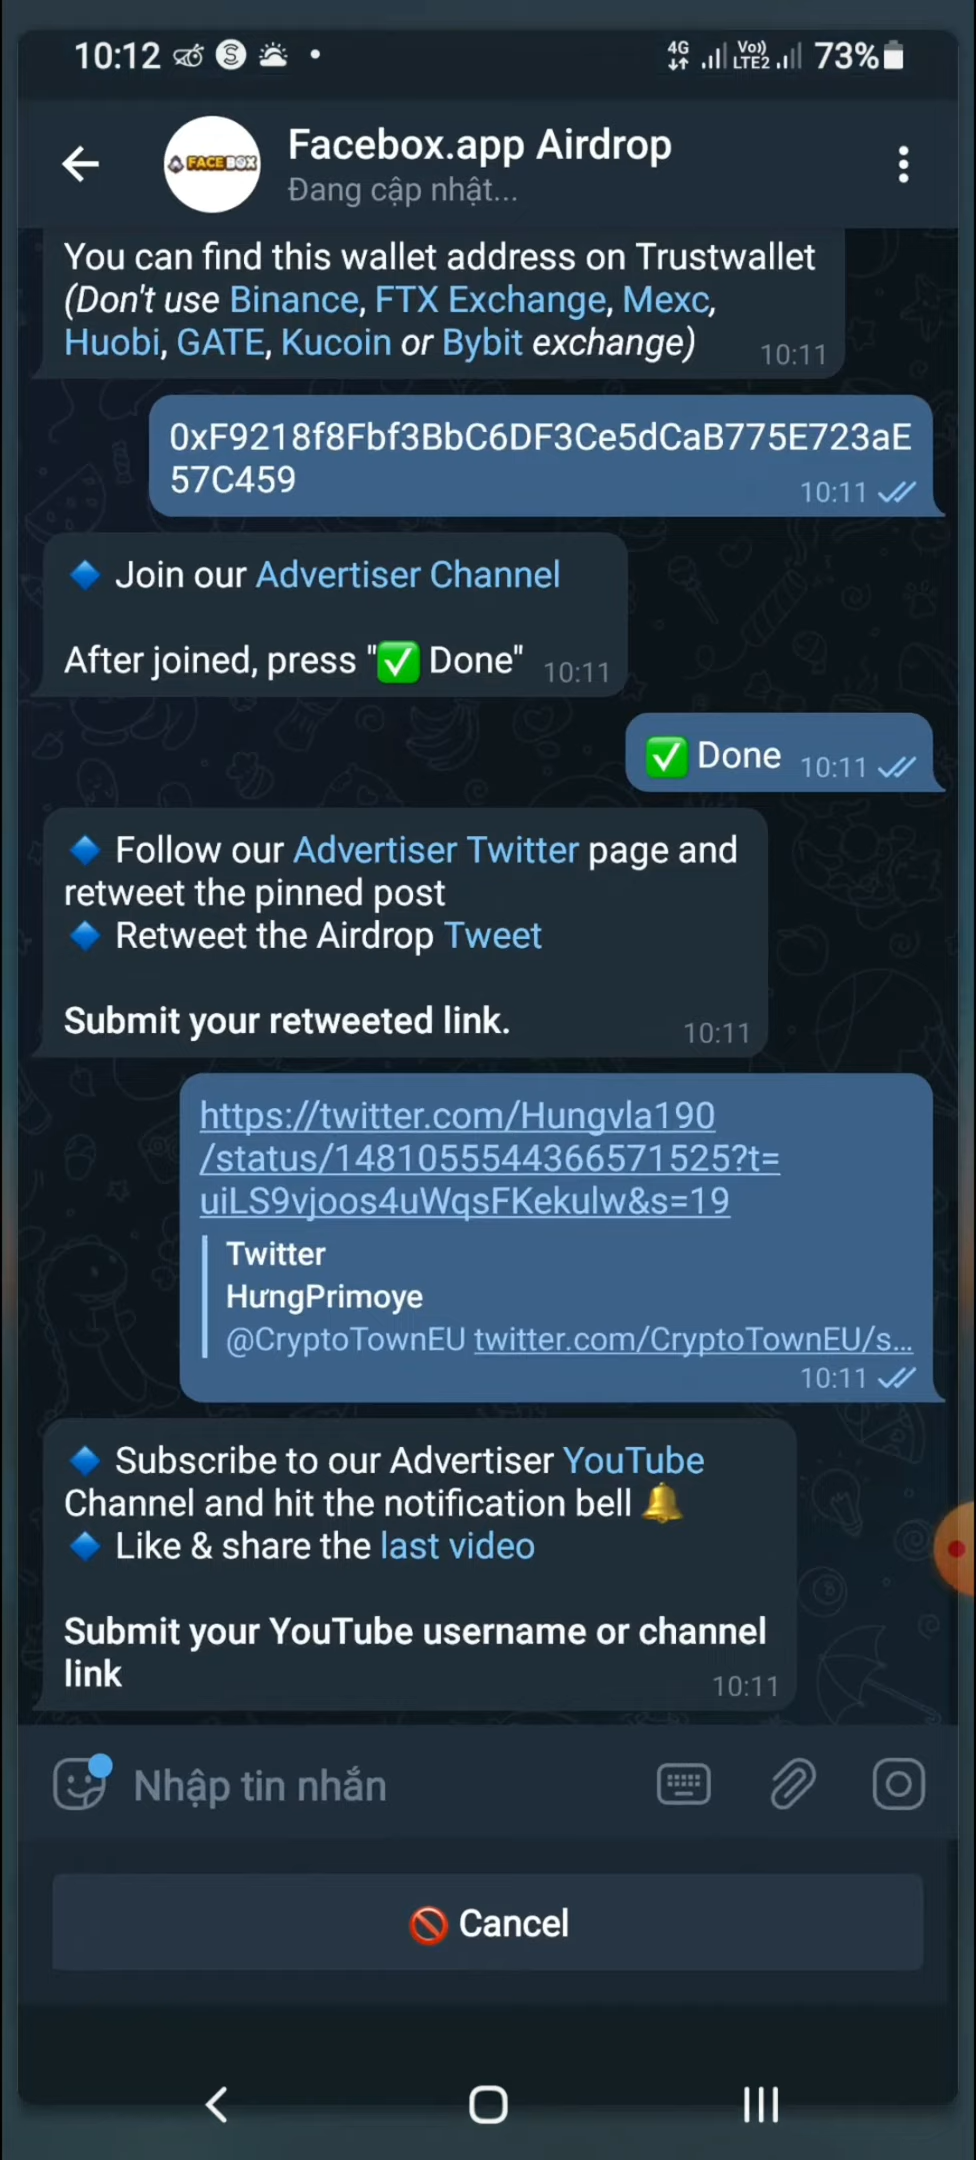 10:12
4G Vo)) LTE2 73%
FACEBOX
Facebox.app Airdrop
Đang cập nhật...
You can find this wallet address on Trustwallet
(Don't use Binance, FTX Exchange, Mexc,
Huobi, GATE, Kucoin or Bybit exchange) 10:11
0xF9218f8Fbf3BbC6DF3Ce5dCaB775E723aE
57C459
10:11
Join our Advertiser Channel
After joined, press "✅ Done" 10:11
✅ Done 10:11
Follow our Advertiser Twitter page and
retweet the pinned post
Retweet the Airdrop Tweet
Submit your retweeted link. 10:11
https://twitter.com/Hungvla190
/status/1481055544366571525?t=
uiLS9vjoos4uWqsFKekulw&s=19
Twitter
HưngPrimoye
@CryptoTownEU twitter.com/CryptoTownEU/s...
10:11
Subscribe to our Advertiser YouTube
Channel and hit the notification bell 🔔
Like & share the last video
Submit your YouTube username or channel
link 10:11
Nhập tin nhắn
🚫 Cancel